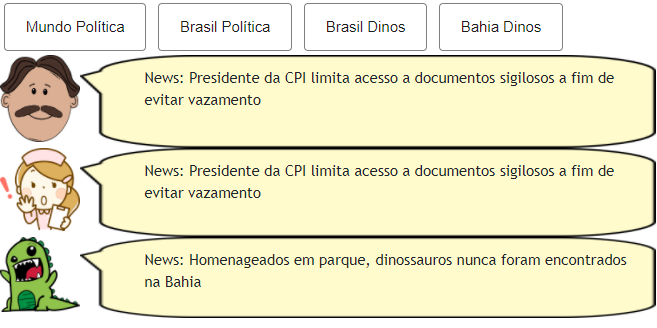 Mundo Política
Brasil Política
Brasil Dinos
Bahia Dinos
News: Presidente da CPI limita acesso a documentos sigilosos a fim de
evitar vazamento
News: Presidente da CPI limita acesso a documentos sigilosos a fim de
evitar vazamento
News: Homenageados em parque, dinossauros nunca foram encontrados
na Bahia